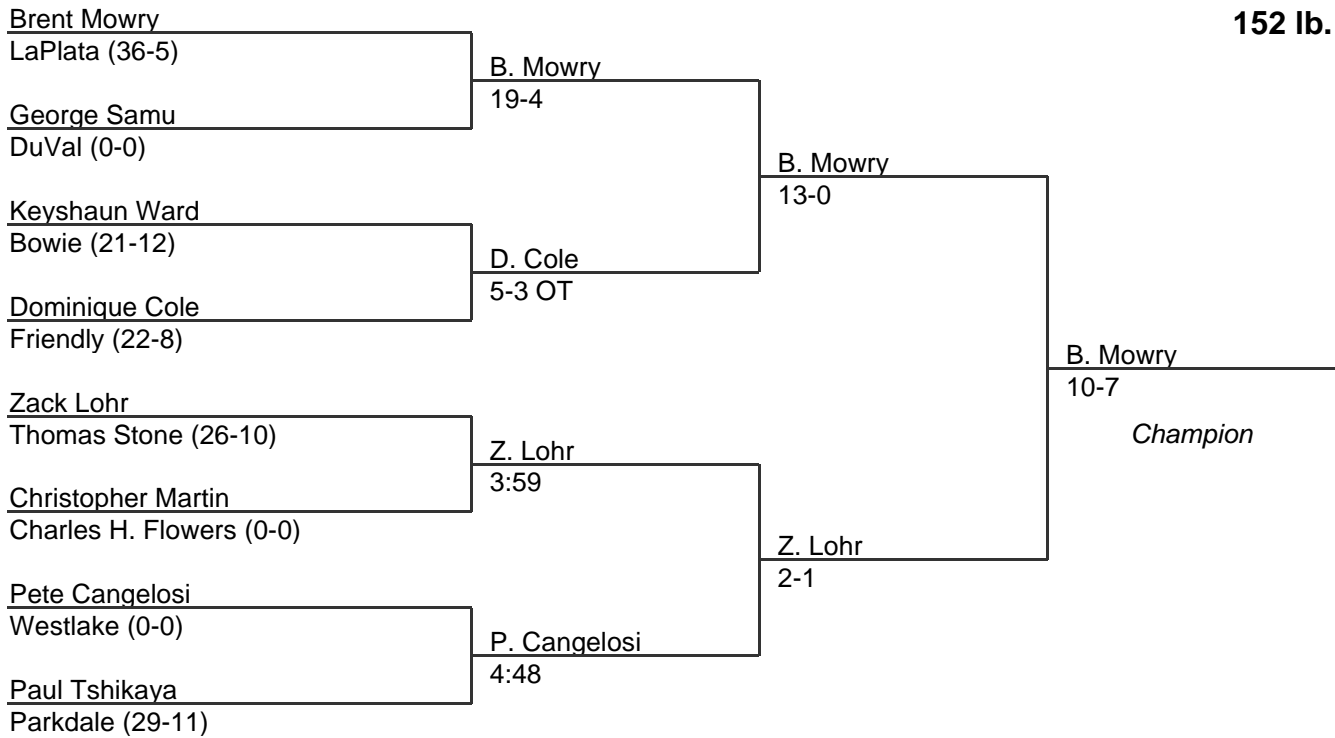 Brent Mowry
152 lb.
LaPlata (36-5)
B. Mowry
19-4
George Samu
DuVal (0-0)
B. Mowry
13-0
Keyshaun Ward
Bowie (21-12)
D. Cole
5-3 OT
Dominique Cole
Friendly (22-8)
B. Mowry
10-7
Champion
Zack Lohr
Thomas Stone (26-10)
Z. Lohr
3:59
Christopher Martin
Charles H. Flowers (0-0)
Z. Lohr
2-1
Pete Cangelosi
Westlake (0-0)
P. Cangelosi
4:48
Paul Tshikaya
Parkdale (29-11)